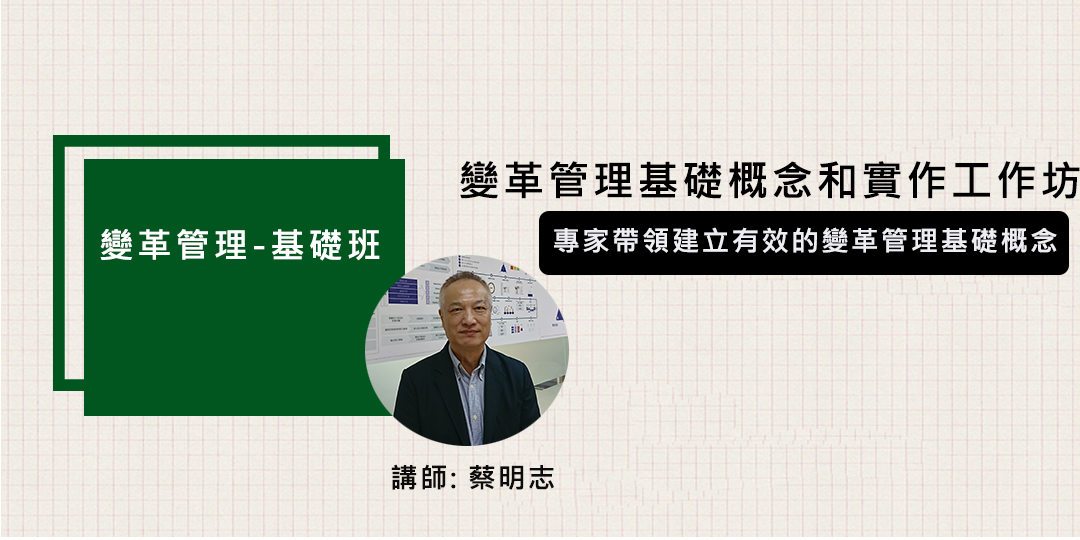 變革管理基礎概念和實作工作坊
專家帶領建立有效的變革管理基礎概念
變革管理-基礎班
講師: 蔡明志